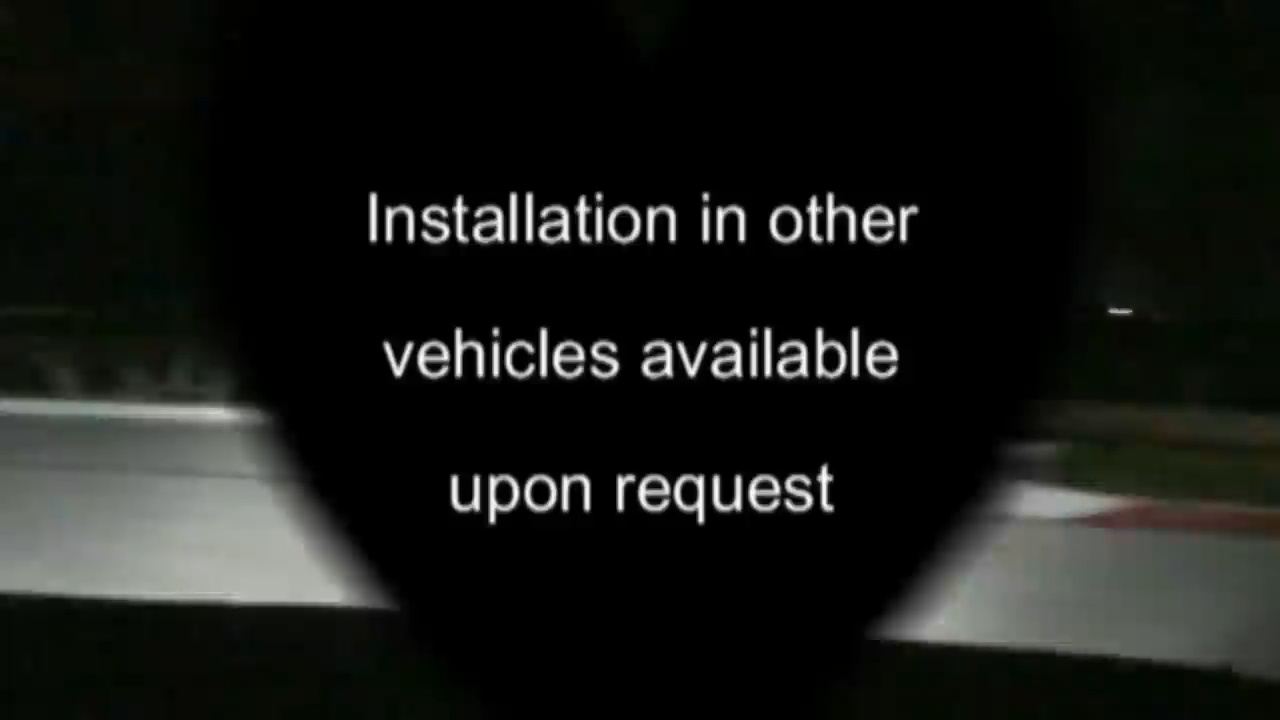 Installation in other
vehicles available
upon request